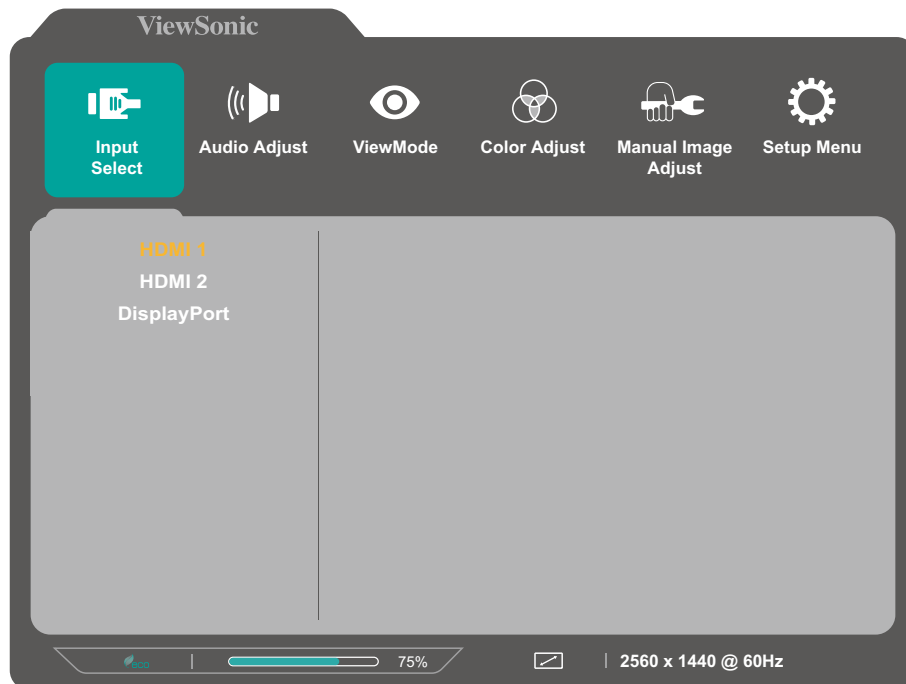 ViewSonic
Input
Select
Audio Adjust
ViewMode
Color Adjust
Manual Image
Adjust
Setup Menu
HDMI 1
HDMI 2
DisplayPort
eco
75%
2560 x 1440 @ 60Hz